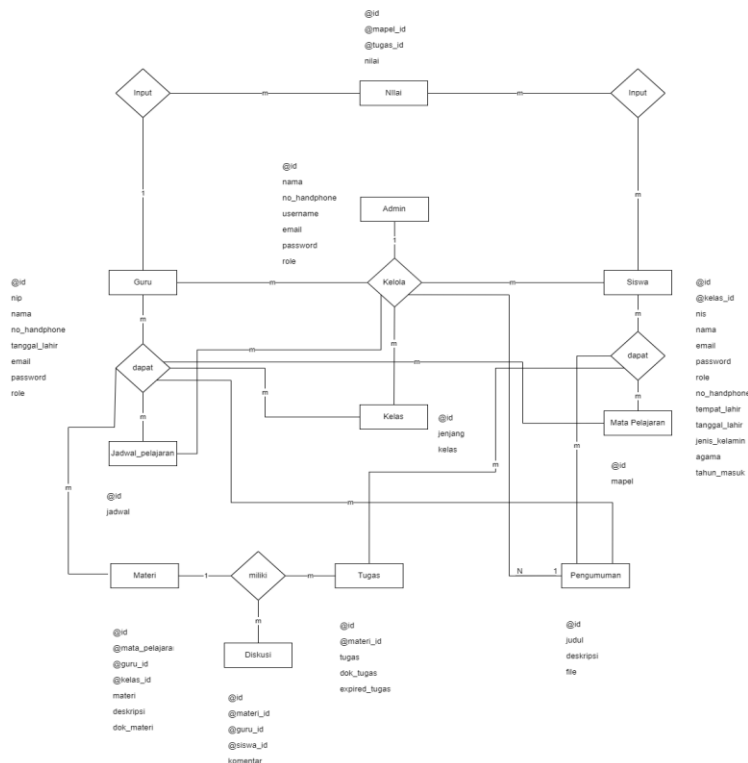 @id
@mapel_id
@tugas_id
nilai
Input
m
Nilai
m
Input
1
m
@id
nama
no_handphone
username
email
password
role
Admin
1
@id
nip
nama
no_handphone
tanggal_lahir
email
password
role
Guru
m
Kelola
m
Siswa
@id
@kelas_id
nis
nama
email
password
role
no_handphone
tempat_lahir
tanggal_lahir
jenis_kelamin
agama
tahun_masuk
m
m
m
m
dapat
m
m
dapat
m
m
m
Jadwal_pelajaran
Kelas
Mata Pelajaran
@id
jenjang
kelas
m
m
@id
mapel
@id
jadwal
m
m
Materi
1
miliki
m
Tugas
N
1
Pengumuman
m
@id
@mata_pelajara
@guru_id
@kelas_id
materi
deskripsi
dok_materi
Diskusi
@id
@materi_id
@guru_id
@siswa_id
komentar
@id
@materi_id
tugas
dok_tugas
expired_tugas
@id
judul
deskripsi
file